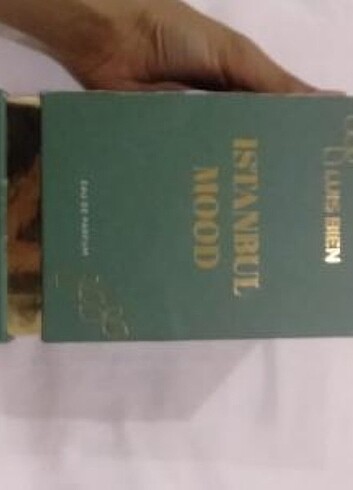 LUIS BIEN
ISTANBUL
MOOD
EAU DE PARFUM